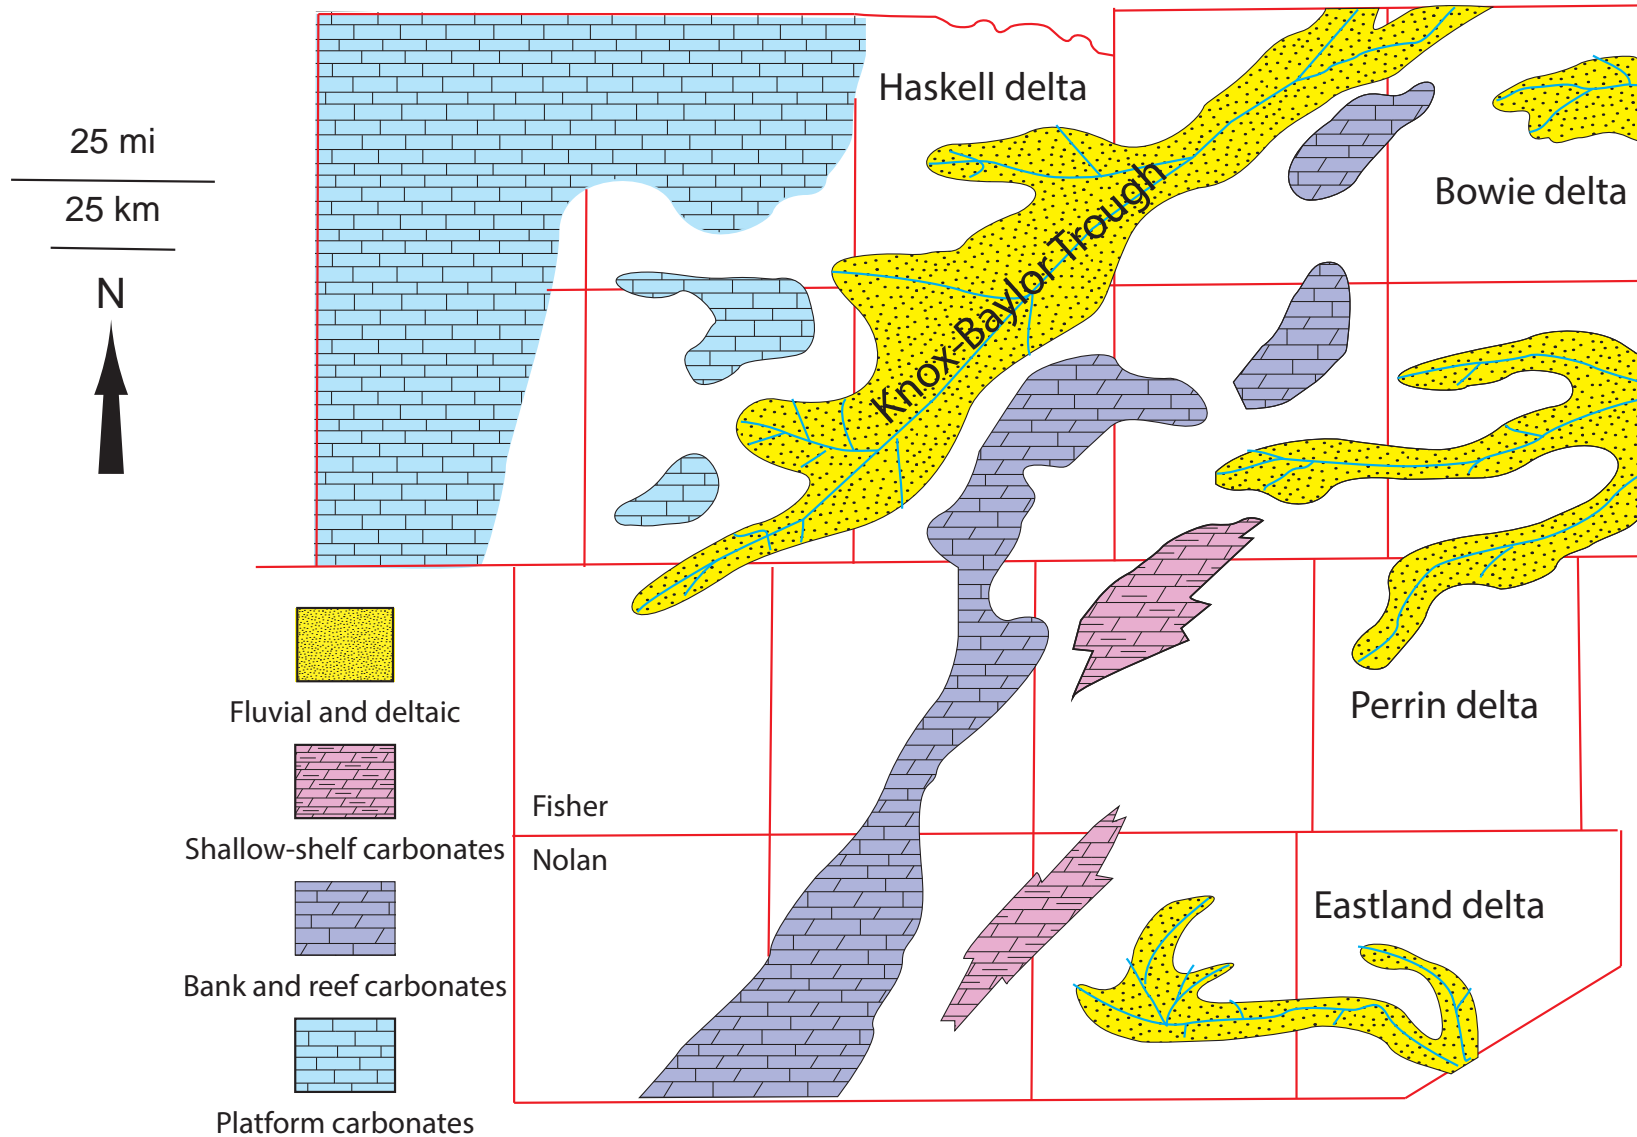 Haskell delta
25 mi
25 km
Bowie delta
N
Knox-Baylor Trough
Fluvial and deltaic
Perrin delta
Shallow-shelf carbonates
Fisher
Nolan
Eastland delta
Bank and reef carbonates
Platform carbonates